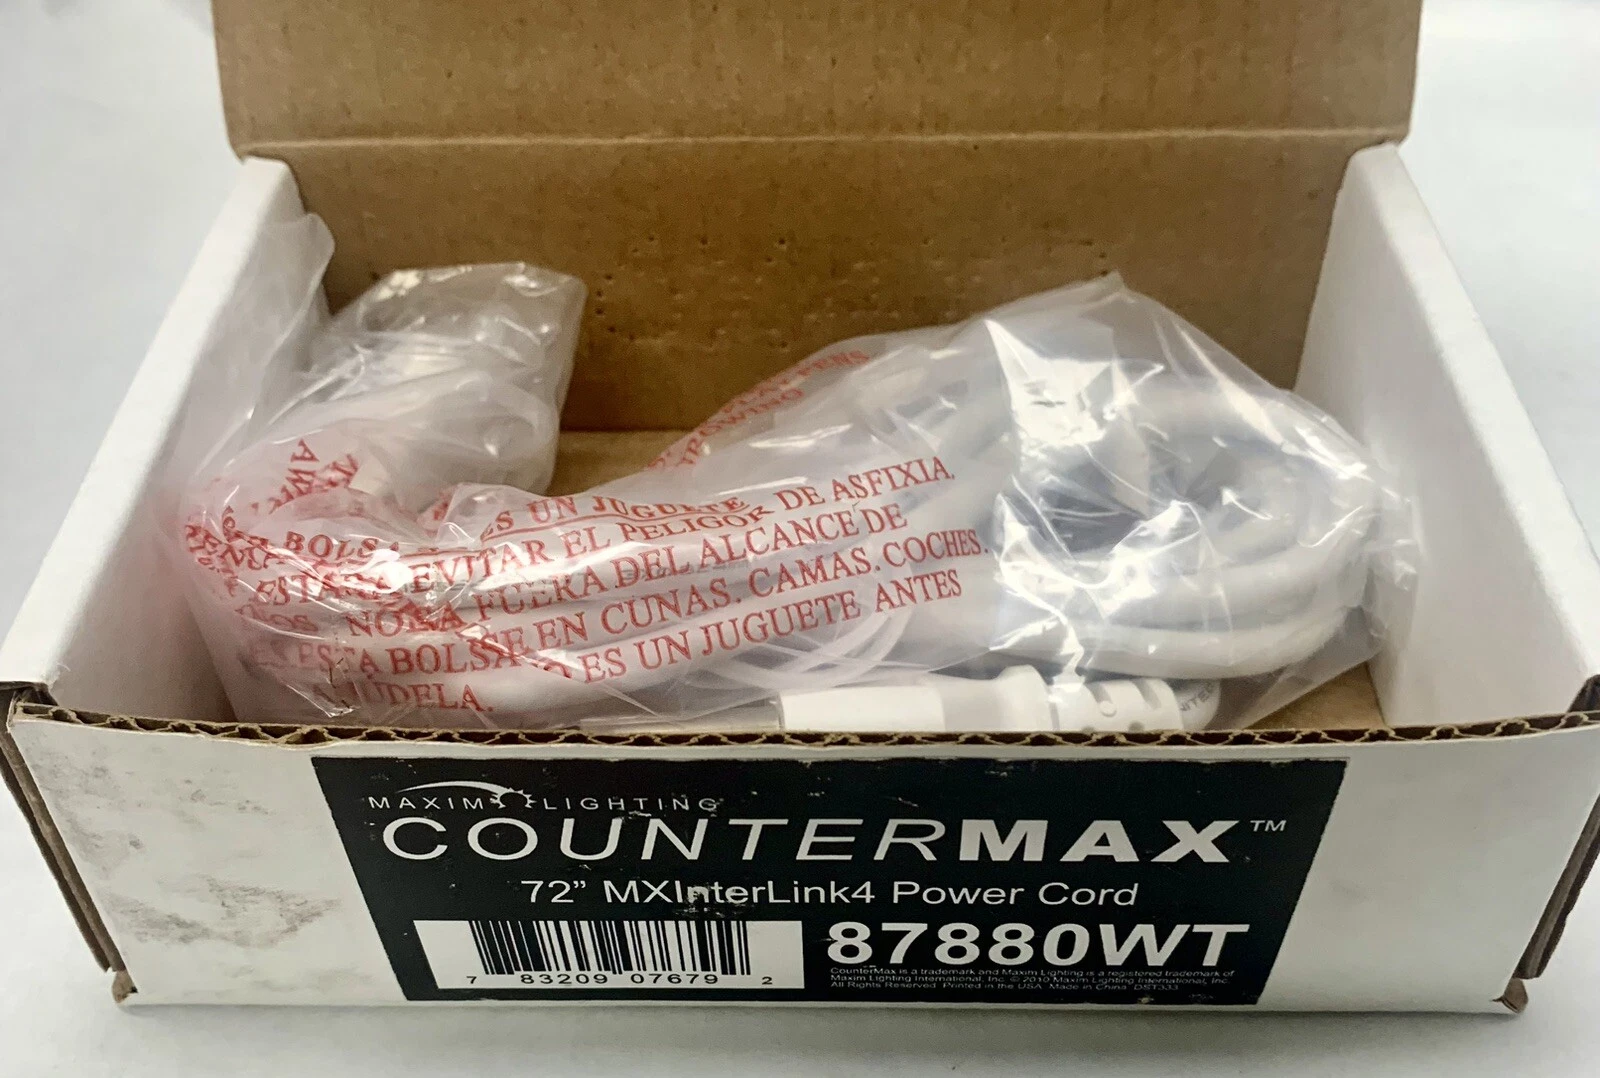 PENS
ROWING
ES UN JUGUETE DE ASFIXIA,
BOLSA EVITAR EL PELIGOR
FUERA DEL ALCANCE DE
BOLSA EN CUNAS. CAMAS. COCHES.
ES UN JUGUETE ANTES
MAXIM LIGHTING
COUNTERMAX™
72” MXInterLink4 Power Cord
87880WT
7 83209 07679 2
CounterMax is a trademark and Maxim Lighting is a registered trademark of
Maxim Lighting International, Inc. © 2010 Maxim Lighting International, Inc.
All Rights Reserved. Printed in the USA. Made in China. DST333